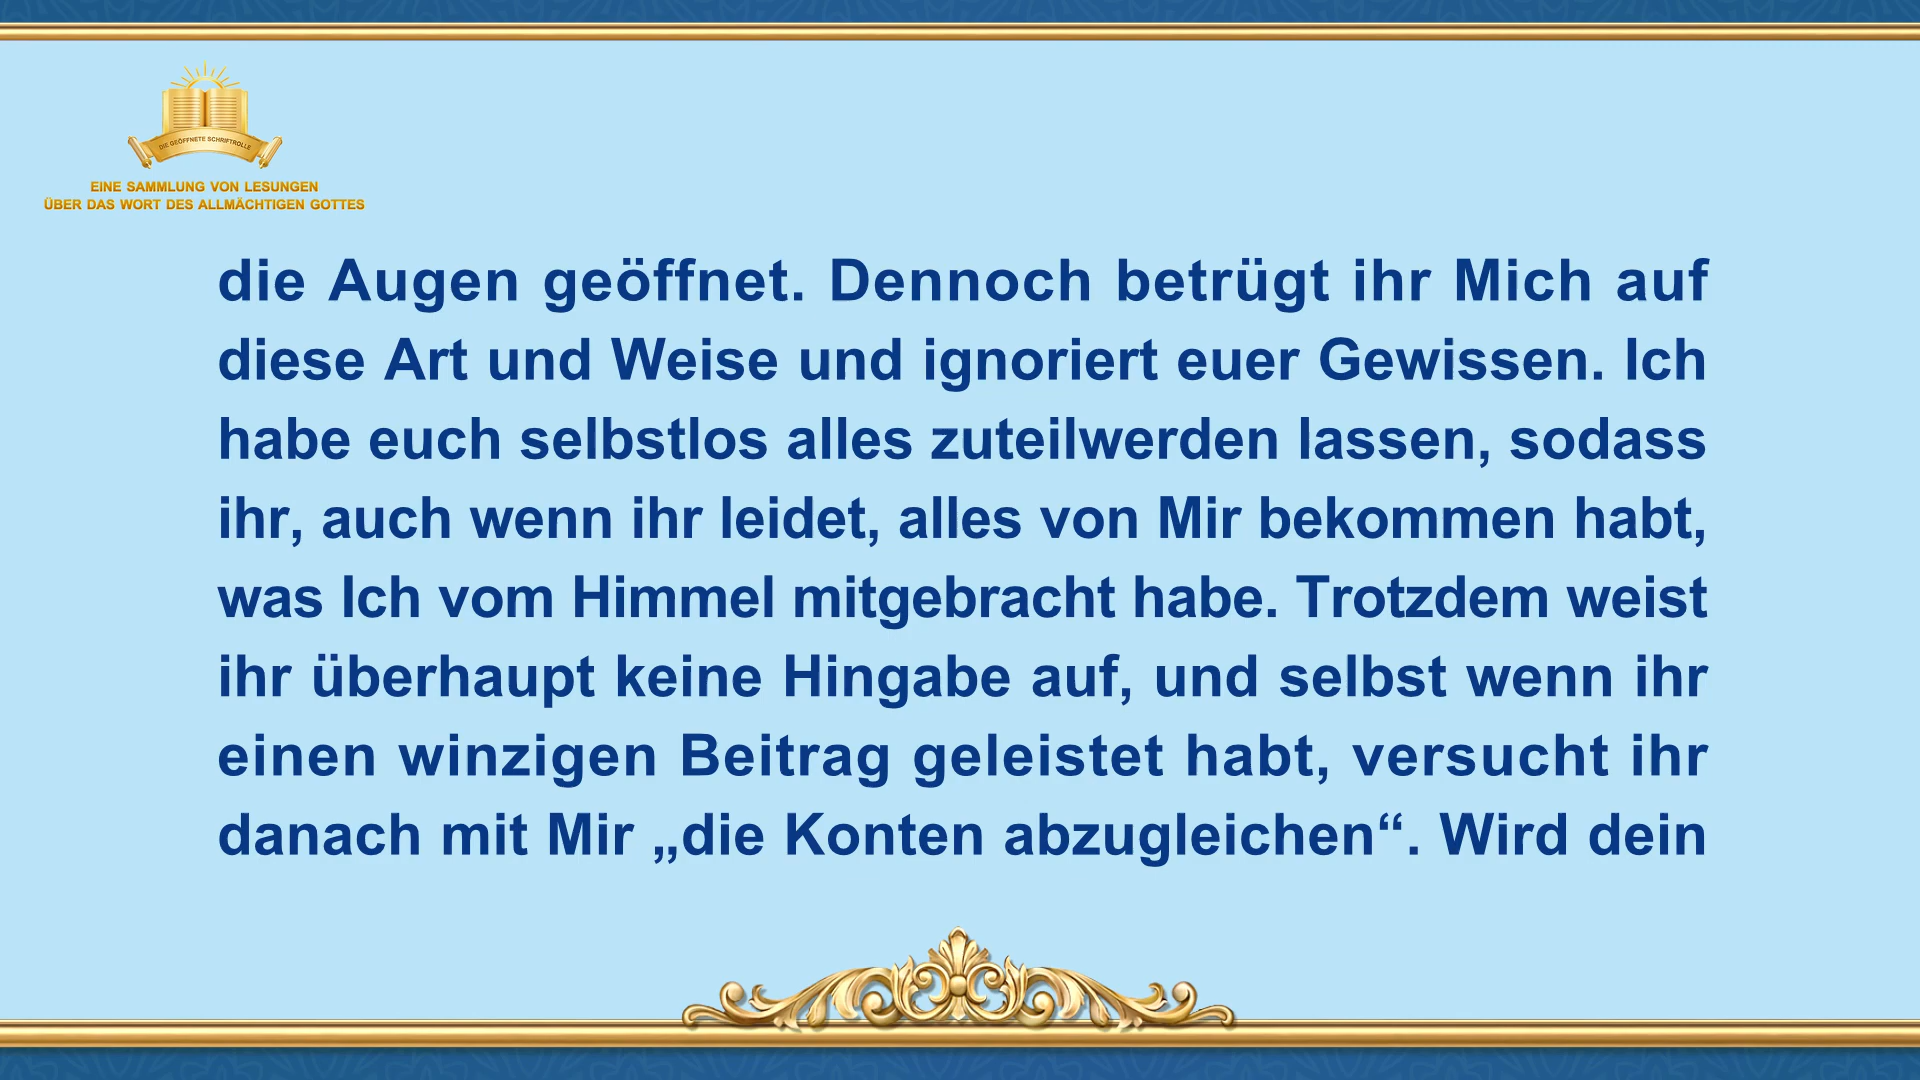 DIE GEÖFFNETE SCHRIFTROLLE
EINE SAMMLUNG VON LESUNGEN
ÜBER DAS WORT DES ALLMÄCHTIGEN GOTTES
die Augen geöffnet. Dennoch betrügt ihr Mich auf
diese Art und Weise und ignoriert euer Gewissen. Ich
habe euch selbstlos alles zuteilwerden lassen, sodass
ihr, auch wenn ihr leidet, alles von Mir bekommen habt,
was Ich vom Himmel mitgebracht habe. Trotzdem weist
ihr überhaupt keine Hingabe auf, und selbst wenn ihr
einen winzigen Beitrag geleistet habt, versucht ihr
danach mit Mir „die Konten abzugleichen“. Wird dein